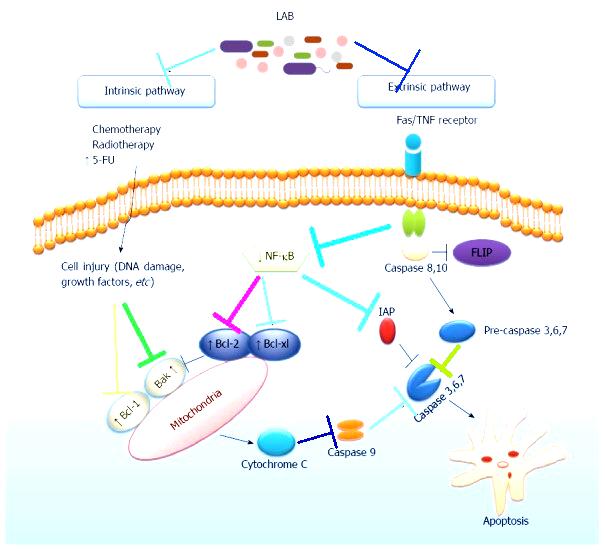 LAB
Intrinsic pathway
Extrinsic pathway
Chemotherapy
Radiotherapy
↑ 5-FU
Fas/TNF receptor
Cell injury (DNA damage,
growth factors, etc)
↓ NF-κB
Caspase 8,10
FLIP
IAP
Pre-caspase 3,6,7
↑ Bcl-2
↑ Bcl-xl
Bak ↑
↑ Bcl-1
Mitochondria
Caspase 3,6,7
Cytochrome C
Caspase 9
Apoptosis